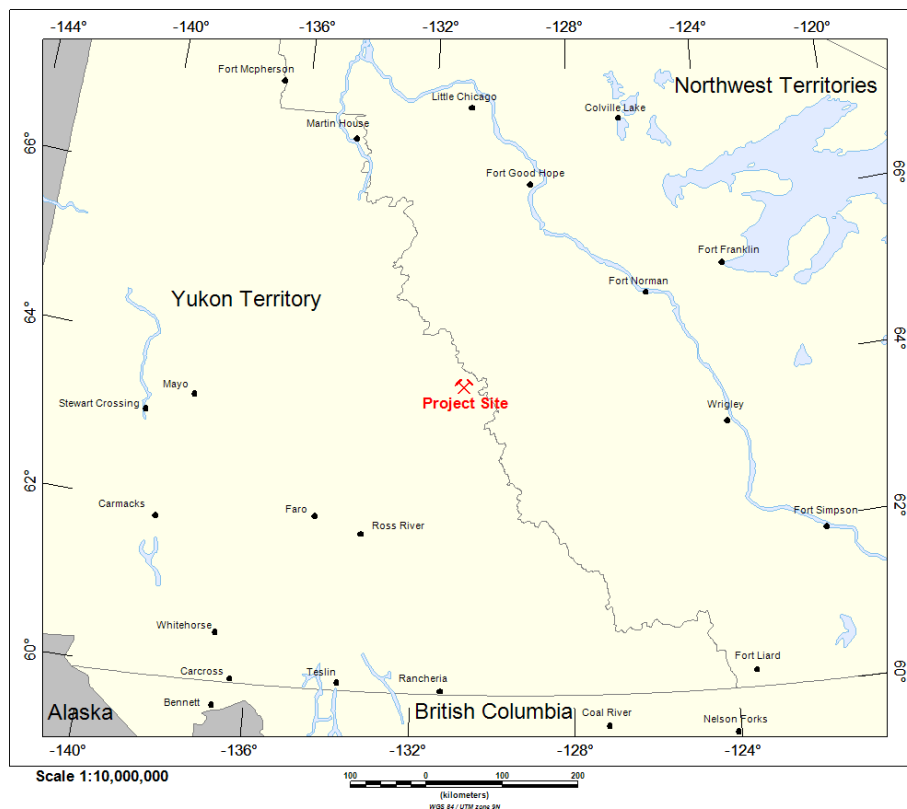 -144°
-140°
-136°
-132°
-128°
-124°
-120°
Fort Mcpherson
Northwest Territories
Little Chicago
Colville Lake
Martin House
66°
66°
Fort Good Hope
Fort Franklin
Fort Norman
Yukon Territory
64°
64°
Mayo
Project Site
Stewart Crossing
Wrigley
62°
62°
Carmacks
Faro
Fort Simpson
Ross River
Whitehorse
60°
60°
Fort Liard
Carcross
Teslin
Rancheria
Bennett
Alaska
British Columbia
Coal River
Nelson Forks
-140°
-136°
-132°
-128°
-124°
Scale 1:10,000,000
100 0 100 200
(kilometers)
WGS 84 / UTM zone 9N